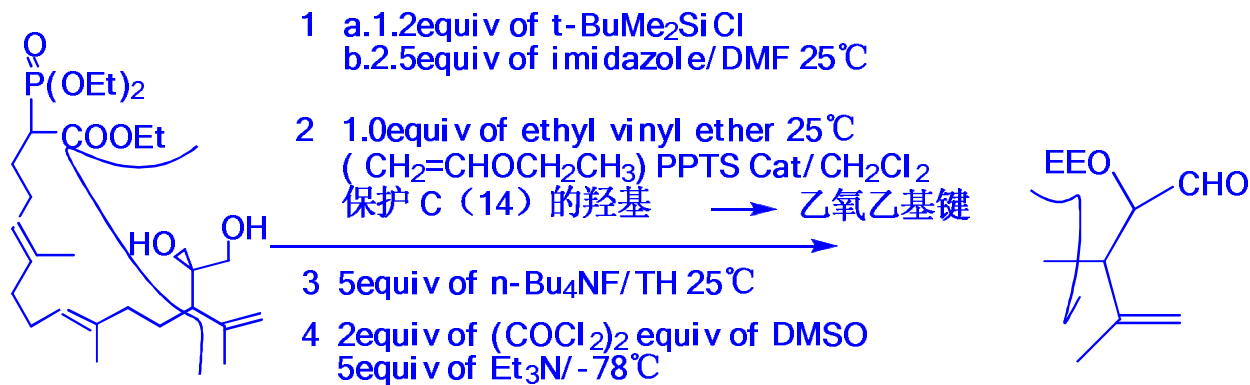 O
P(OEt)2
COOEt
HO
OH
1 a.1.2equiv of t-BuMe2SiCl
b.2.5equiv of imidazole/DMF 25℃
2 1.0equiv of ethyl vinyl ether 25℃
( CH2=CHOCH2CH3) PPTS Cat/CH2Cl2
保护 C（14）的羟基 → 乙氧乙基键
3 5equiv of n-Bu4NF/TH 25℃
4 2equiv of (COCl2)2 equiv of DMSO
5equiv of Et3N/-78℃
EEO
CHO